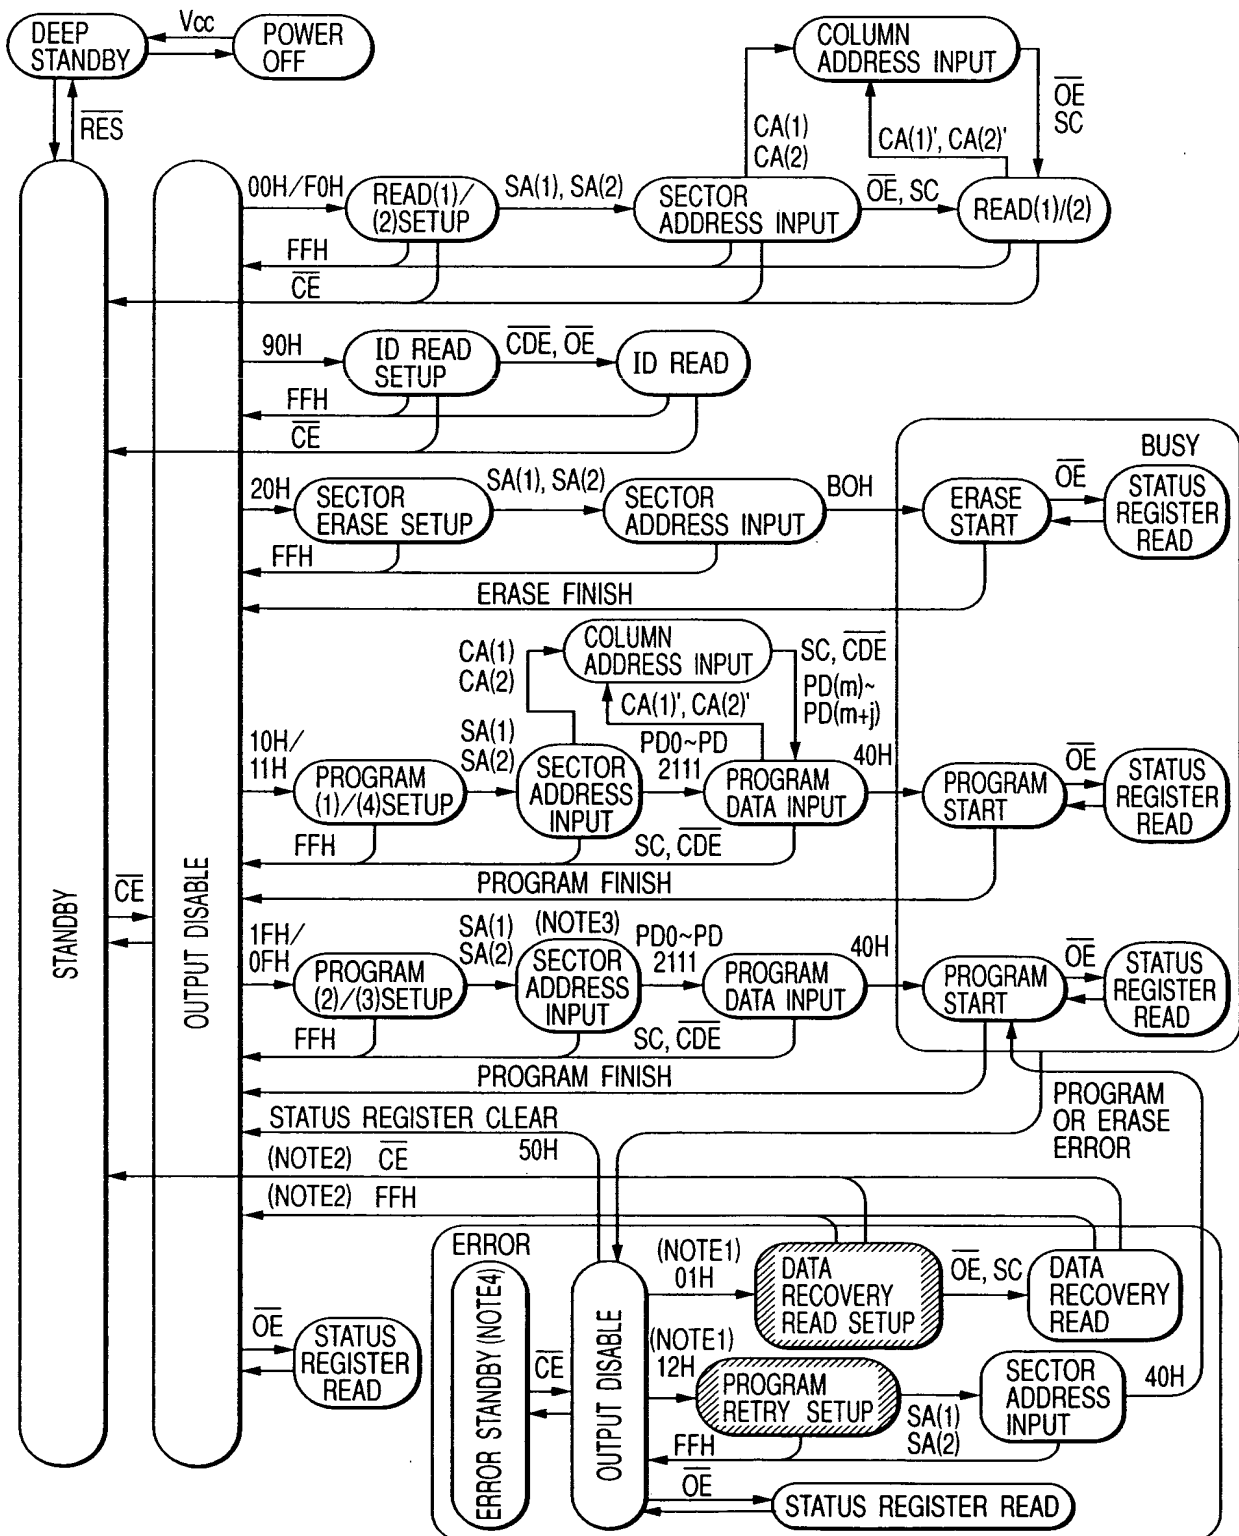 DEEP
STANDBY
Vcc
POWER
OFF
RES
COLUMN
ADDRESS INPUT
OE
SC
CA(1)
CA(2)
CA(1)', CA(2)'
00H/F0H
READ(1)/
(2)SETUP
SA(1), SA(2)
SECTOR
ADDRESS INPUT
OE, SC
READ(1)/(2)
FFH
CE
90H
ID READ
SETUP
CDE, OE
ID READ
FFH
CE
BUSY
20H
SECTOR
ERASE SETUP
SA(1), SA(2)
SECTOR
ADDRESS INPUT
BOH
ERASE
START
OE
STATUS
REGISTER
READ
FFH
ERASE FINISH
CA(1)
CA(2)
COLUMN
ADDRESS INPUT
SC, CDE
PD(m)~
PD(m+j)
CA(1)', CA(2)'
10H/
11H
PROGRAM
(1)/(4)SETUP
SA(1)
SA(2)
SECTOR
ADDRESS
INPUT
PD0~PD
2111
PROGRAM
DATA INPUT
40H
PROGRAM
START
OE
STATUS
REGISTER
READ
FFH
SC, CDE
PROGRAM FINISH
STANDBY
CE
OUTPUT DISABLE
1FH/
0FH
PROGRAM
(2)/(3)SETUP
SA(1)
SA(2)
(NOTE3)
SECTOR
ADDRESS
INPUT
PD0~PD
2111
PROGRAM
DATA INPUT
40H
PROGRAM
START
OE
STATUS
REGISTER
READ
FFH
SC, CDE
PROGRAM FINISH
STATUS REGISTER CLEAR
50H
PROGRAM
OR ERASE
ERROR
(NOTE2) CE
(NOTE2) FFH
ERROR
ERROR STANDBY(NOTE4)
CE
OUTPUT DISABLE
(NOTE1)
01H
DATA
RECOVERY
READ SETUP
OE, SC
DATA
RECOVERY
READ
OE
STATUS
REGISTER
READ
(NOTE1)
12H
PROGRAM
RETRY SETUP
SA(1)
SA(2)
SECTOR
ADDRESS
INPUT
40H
FFH
OE
STATUS REGISTER READ